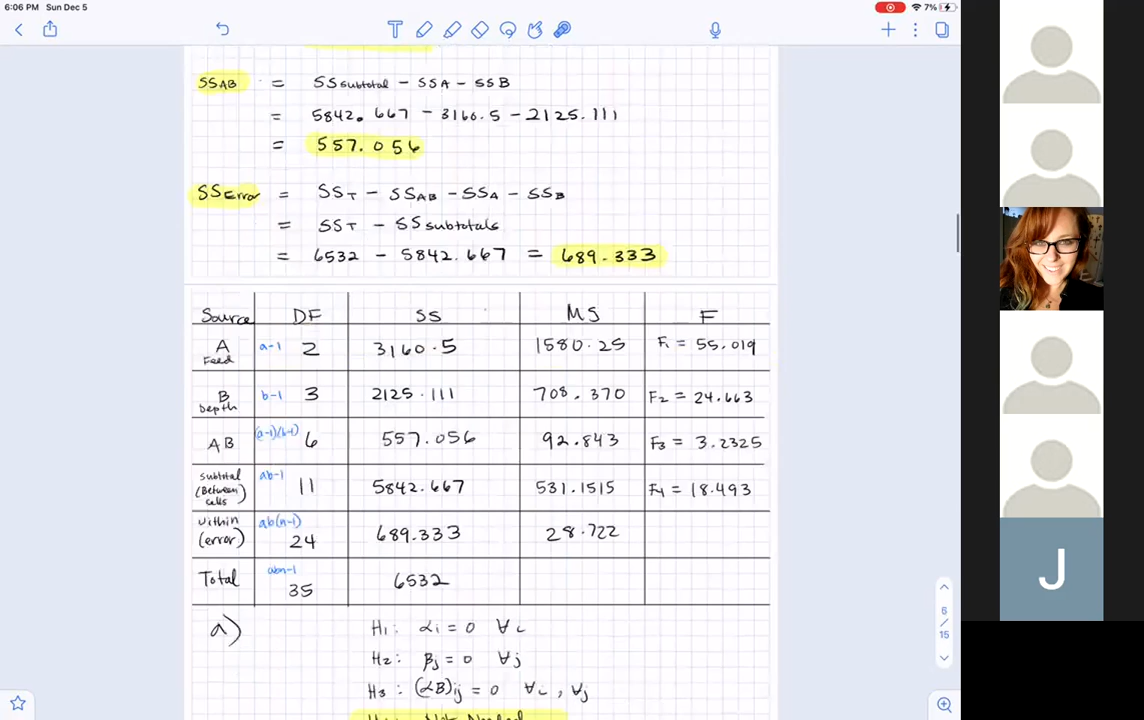 6:06 PM Sun Dec 5
7%
SSAB = SSsubtotal - SSA - SSB
= 5842.667 - 3160.5 - 2125.111
= 557.056
SSError = SST - SSAB - SSA - SSB
= SST - SSsubtotals
= 6532 - 5842.667 = 689.333
Source DF SS MS F
A Feed a-1 2 3160.5 1580.25 F1 = 55.019
B Depth b-1 3 2125.111 708.370 F2 = 24.663
AB (a-1)(b-1) 6 557.056 92.843 F3 = 3.2325
subtotal (Between cells) ab-1 11 5842.667 531.1515 F4 = 18.493
within (error) ab(n-1) 24 689.333 28.722
Total abn-1 35 6532
a) H1: αi = 0 ∀i
H2: βj = 0 ∀j
H3: (αB)ij = 0 ∀i, ∀j
Not Needed
6
/
15
J